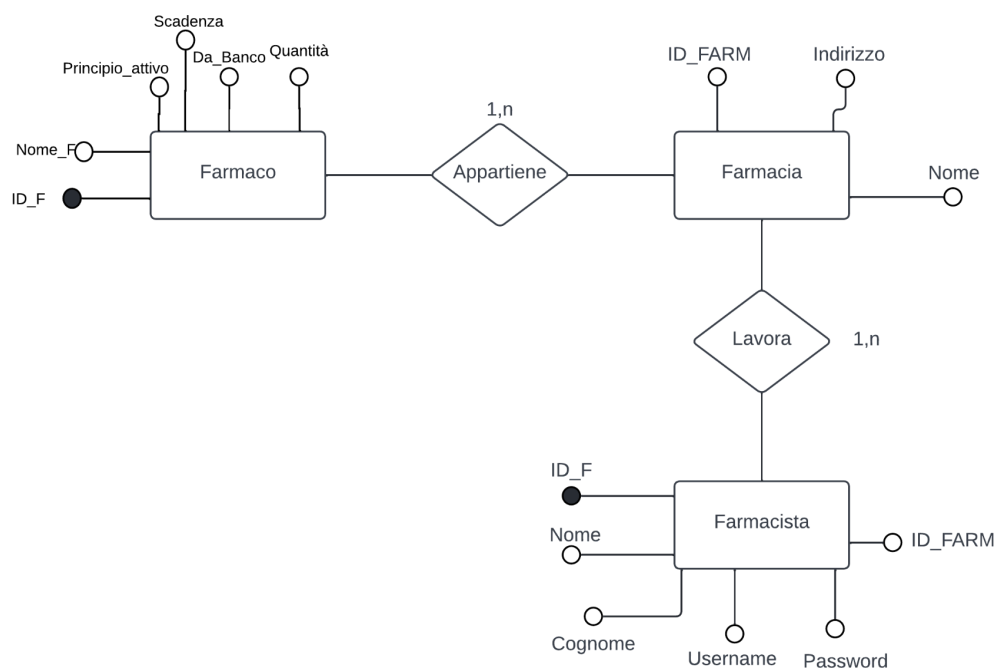 Scadenza
Da_Banco
Quantità
Principio_attivo
Nome_F
ID_F
Farmaco
1,n
Appartiene
ID_FARM
Indirizzo
Farmacia
Nome
Lavora
1,n
ID_F
Nome
Cognome
Farmacista
ID_FARM
Username
Password